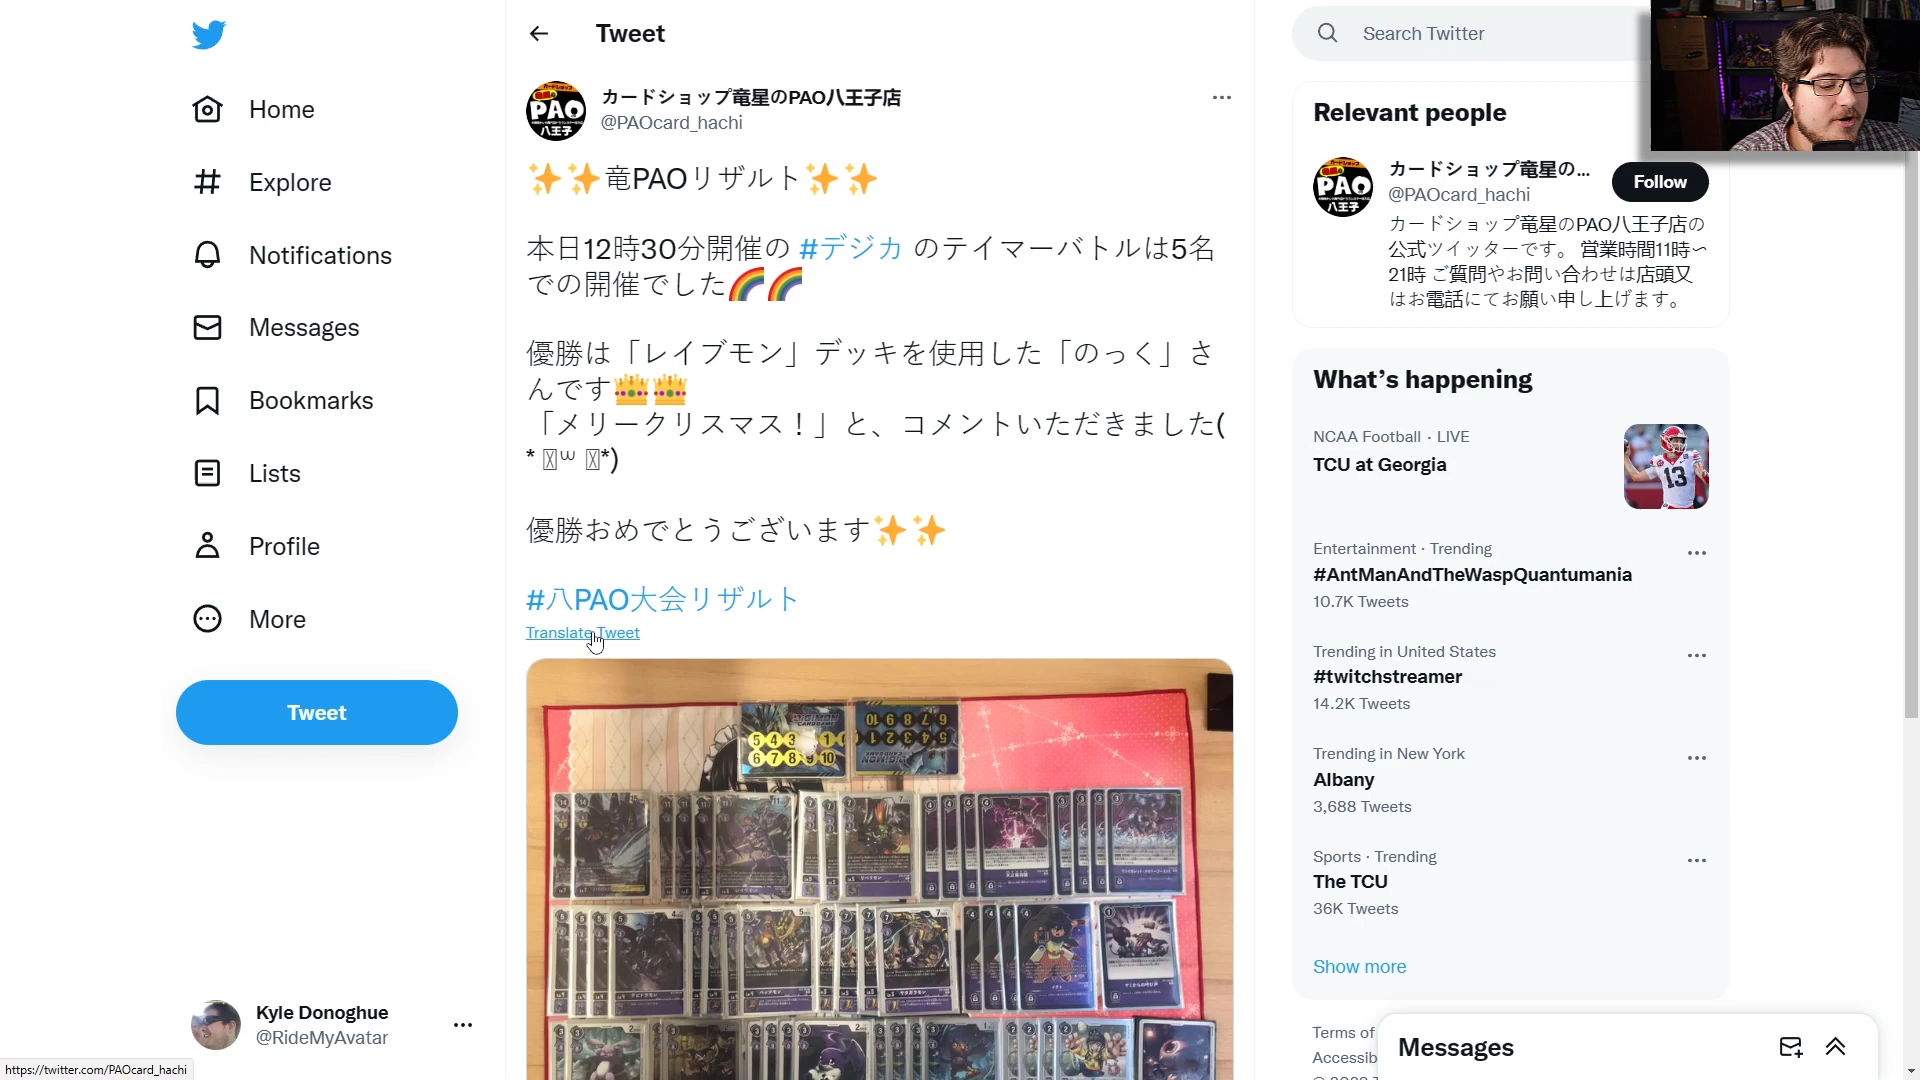 Home
Explore
Notifications
Messages
Bookmarks
Lists
Profile
More
Tweet
Kyle Donoghue
@RideMyAvatar
https://twitter.com/PAOcard_hachi
Tweet
カードショップ竜星のPAO八王子店
@PAOcard_hachi
✨✨竜PAOリザルト✨✨
本日12時30分開催の #デジカ のテイマーバトルは5名
での開催でした🌈🌈
優勝は「レイブモン」デッキを使用した「のっく」さ
んです👑👑
「メリークリスマス！」と、コメントいただきました(
優勝おめでとうございます✨✨
#八PAO大会リザルト
Translate Tweet
Search Twitter
Relevant people
カードショップ竜星の...
@PAOcard_hachi
Follow
カードショップ竜星のPAO八王子店の
公式ツイッターです。 営業時間11時〜
21時 ご質問やお問い合わせは店頭又
はお電話にてお願い申し上げます。
What's happening
NCAA Football · LIVE
TCU at Georgia
Entertainment · Trending
#AntManAndTheWaspQuantumania
10.7K Tweets
Trending in United States
#twitchstreamer
14.2K Tweets
Trending in New York
Albany
3,688 Tweets
Sports · Trending
The TCU
36K Tweets
Show more
Terms of
Accessib
Messages